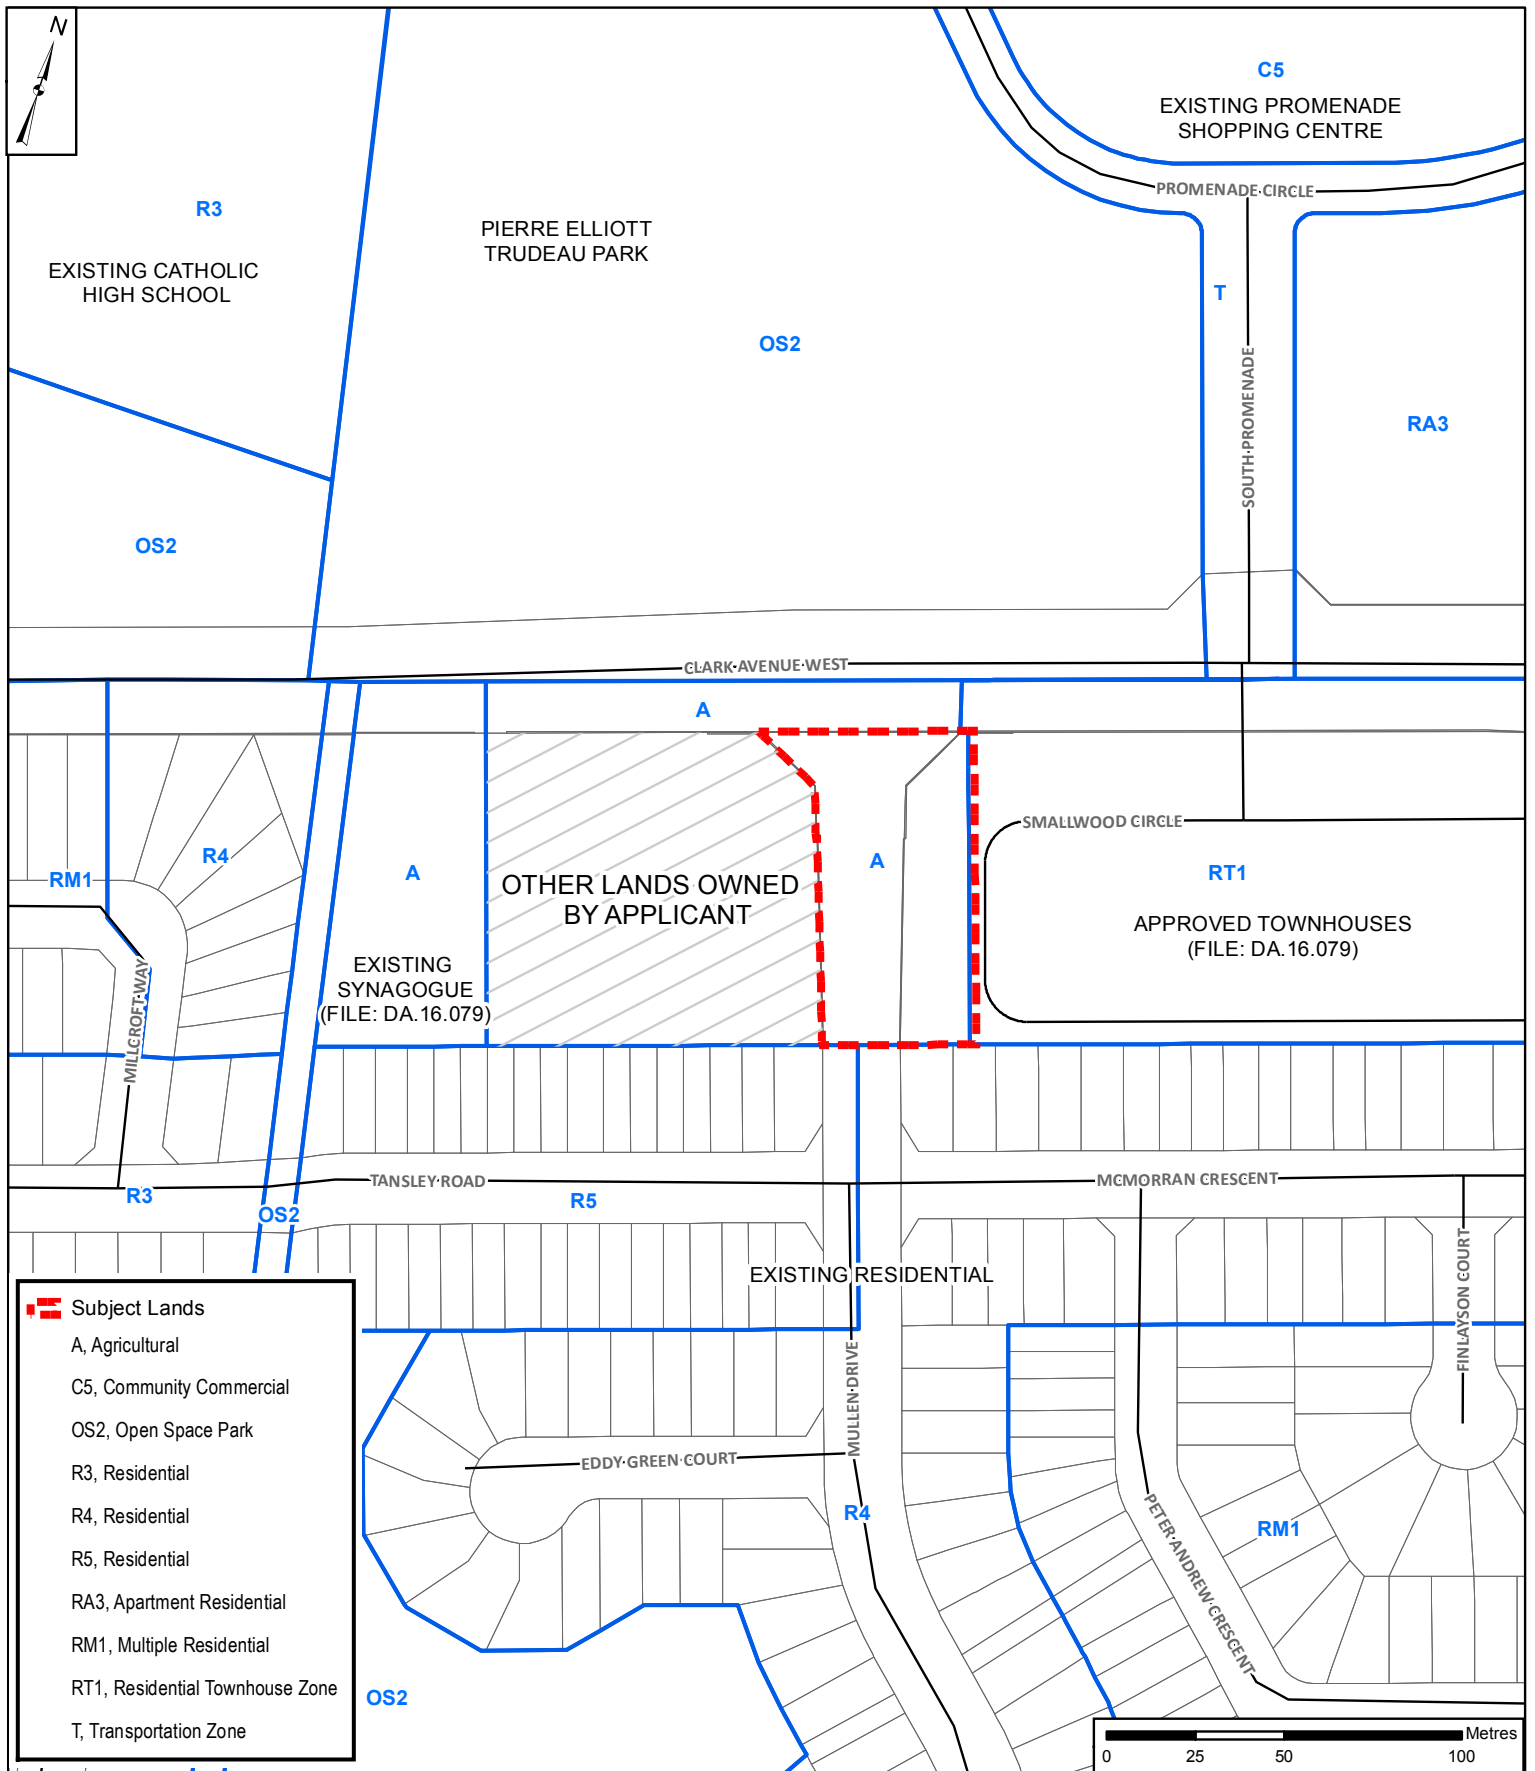 N
C5
EXISTING PROMENADE
SHOPPING CENTRE
PROMENADE CIRCLE
R3
EXISTING CATHOLIC
HIGH SCHOOL
PIERRE ELLIOTT
TRUDEAU PARK
OS2
T
SOUTH PROMENADE
RA3
OS2
CLARK AVENUE WEST
A
R4
RM1
A
OTHER LANDS OWNED
BY APPLICANT
A
SMALLWOOD CIRCLE
RT1
APPROVED TOWNHOUSES
(FILE: DA.16.079)
EXISTING
SYNAGOGUE
(FILE: DA.16.079)
MILLCROFT WAY
TANSLEY ROAD
MCMORRAN CRESCENT
R3
R5
OS2
EXISTING RESIDENTIAL
FINLAYSON COURT
MULLEN DRIVE
EDDY GREEN COURT
R4
PETER ANDREW CRESCENT
RM1
OS2
Subject Lands
A, Agricultural
C5, Community Commercial
OS2, Open Space Park
R3, Residential
R4, Residential
R5, Residential
RA3, Apartment Residential
RM1, Multiple Residential
RT1, Residential Townhouse Zone
T, Transportation Zone
Metres
0 25 50 100